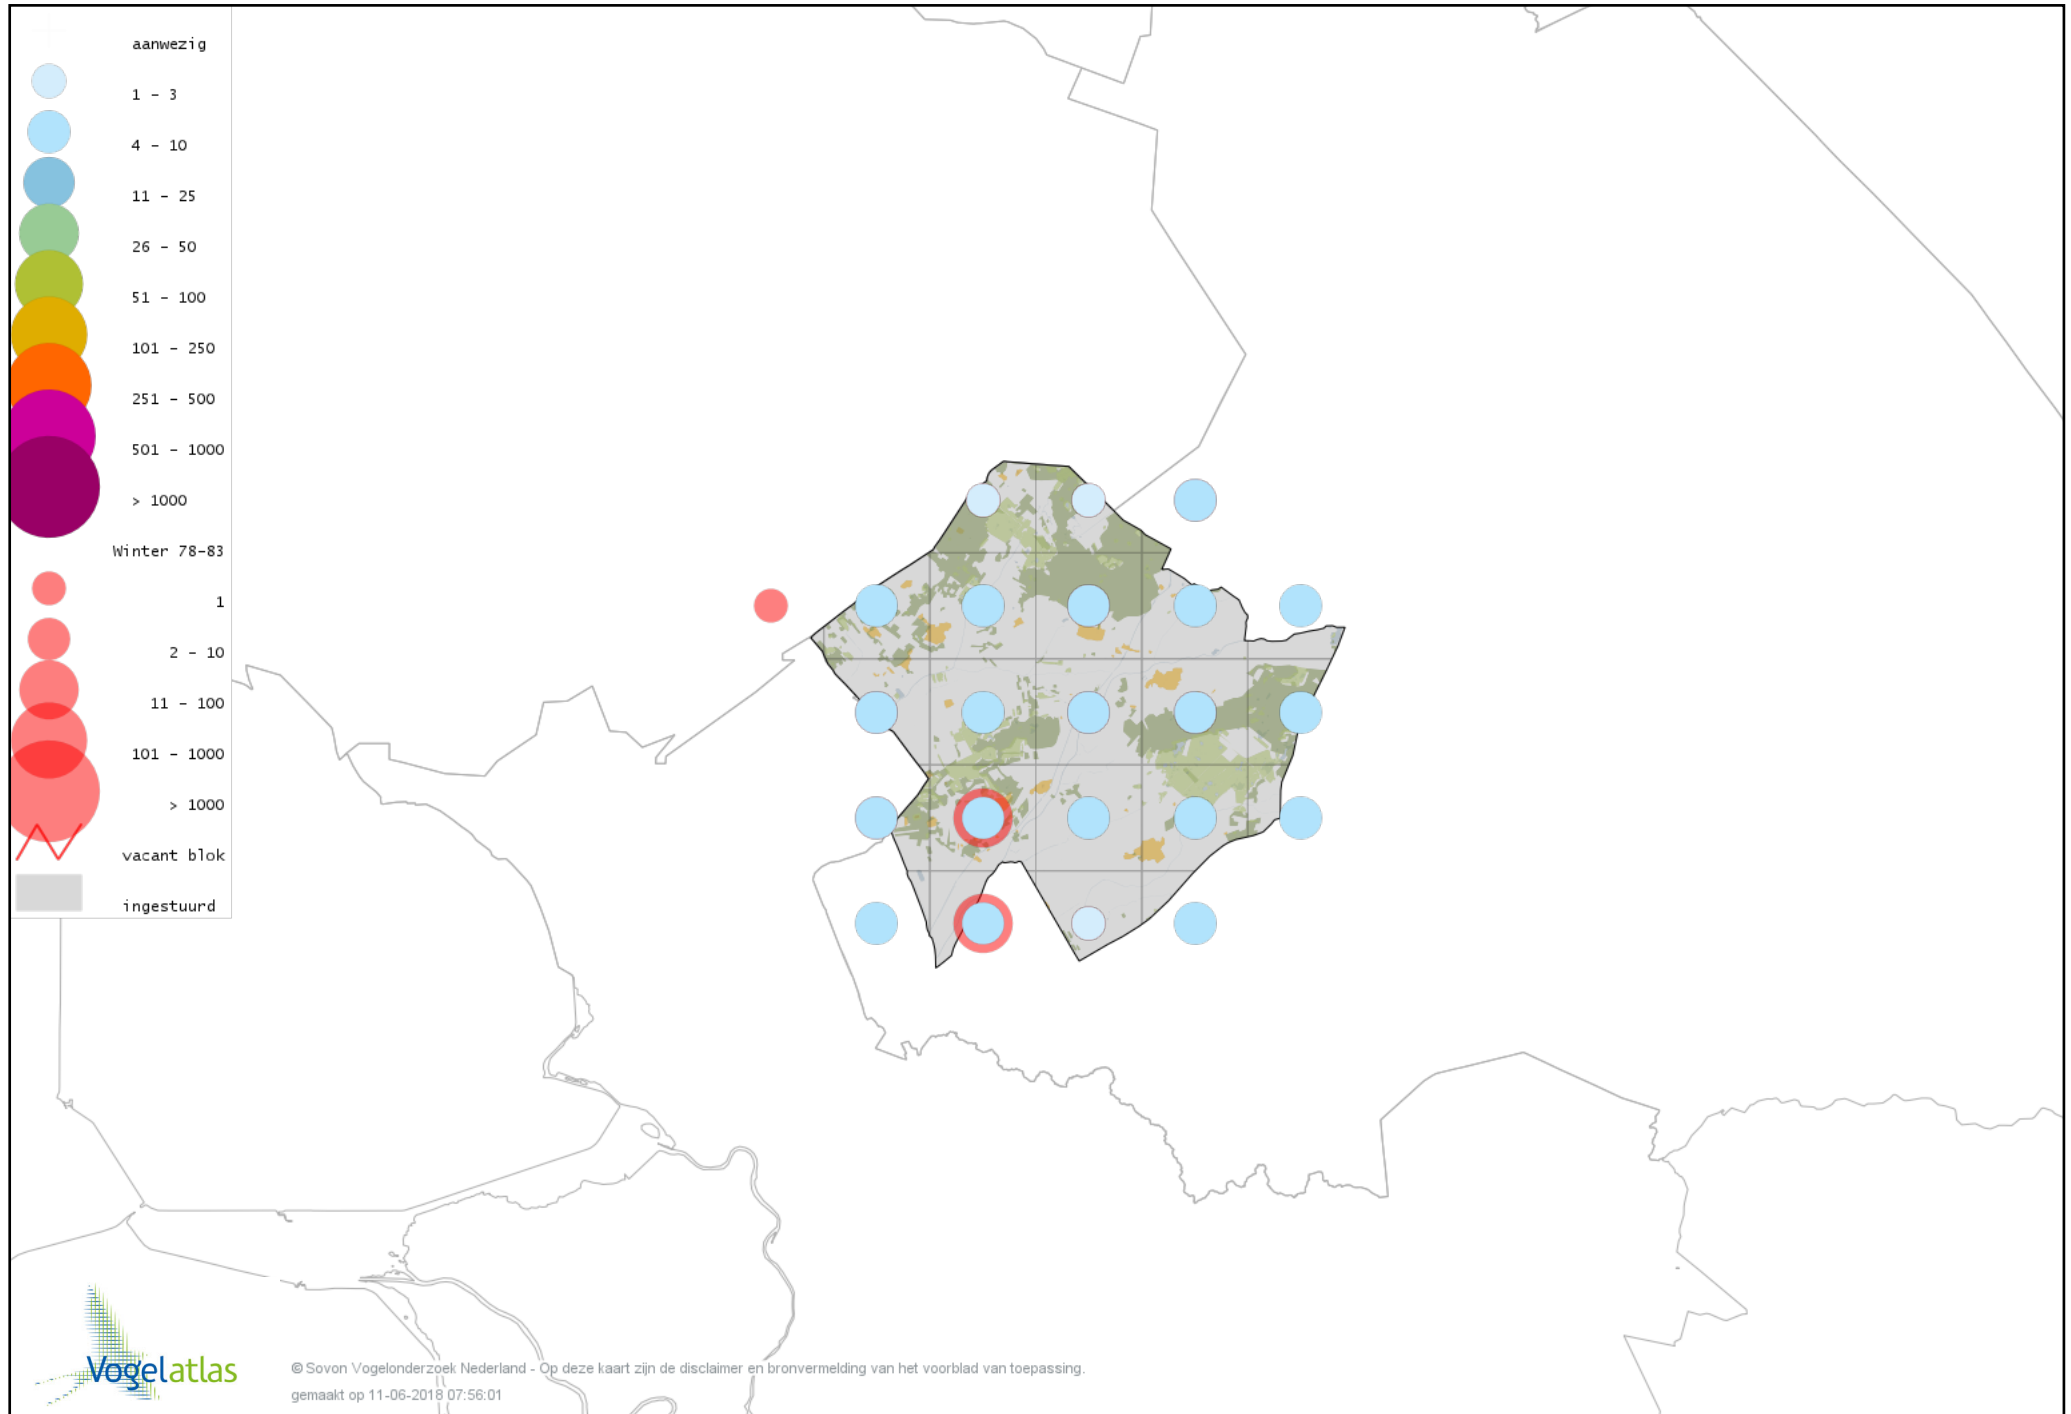 aanwezig
1 - 3
4 - 10
11 - 25
26 - 50
51 - 100
101 - 250
251 - 500
501 - 1000
> 1000
Winter 78-83
1
2 - 10
11 - 100
101 - 1000
> 1000
vacant blok
ingestuurd
Vogelatlas
© Sovon Vogelonderzoek Nederland - Op deze kaart zijn de disclaimer en bronvermelding van het voorblad van toepassing.
gemaakt op 11-06-2018 07:56:01